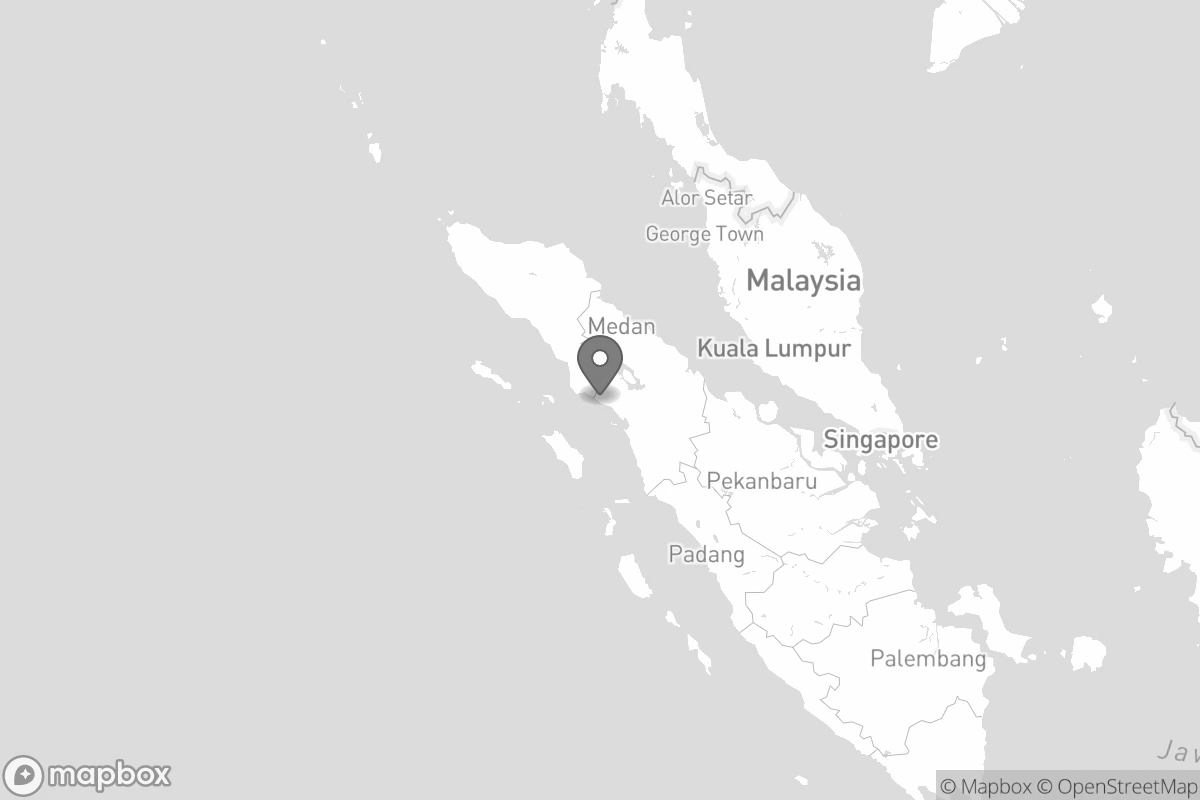 Alor Setar
George Town
Malaysia
Medan
Kuala Lumpur
Singapore
Pekanbaru
Padang
Palembang
Jav
mapbox
© Mapbox © OpenStreetMap